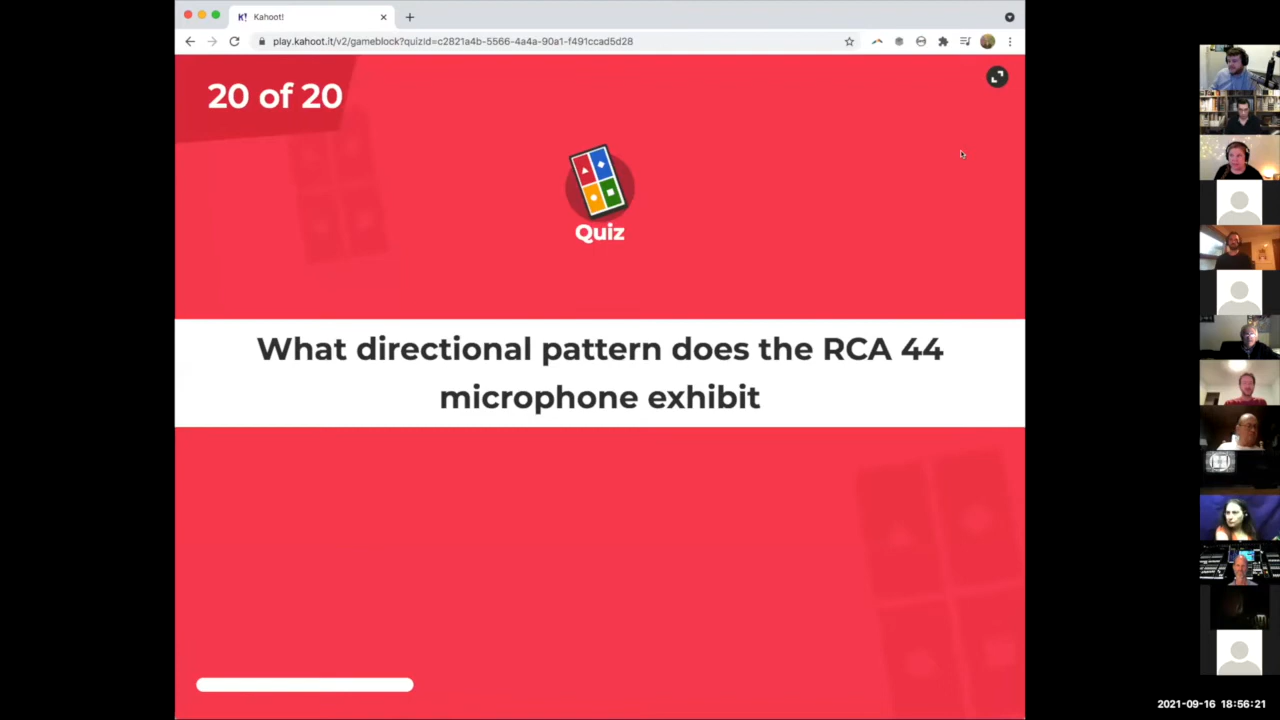 Kahoot!
play.kahoot.it/v2/gameblock?quizId=c2821a4b-5566-4a4a-90a1-f491ccad5d28
20 of 20
Quiz
What directional pattern does the RCA 44
microphone exhibit
2021-09-16 18:56:21